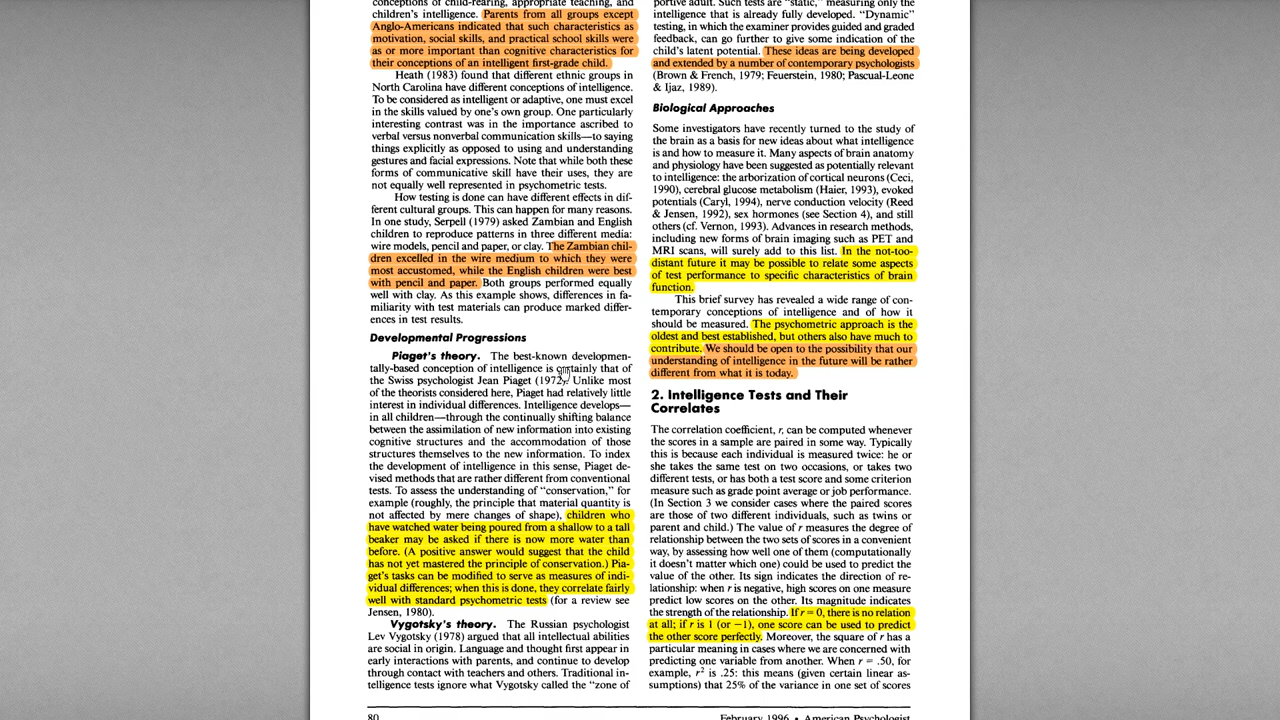 conceptions of child-rearing, appropriate teaching, and
children's intelligence. Parents from all groups except
Anglo-Americans indicated that such characteristics as
motivation, social skills, and practical school skills were
as or more important than cognitive characteristics for
their conceptions of an intelligent first-grade child.
Heath (1983) found that different ethnic groups in
North Carolina have different conceptions of intelligence.
To be considered as intelligent or adaptive, one must excel
in the skills valued by one's own group. One particularly
interesting contrast was in the importance ascribed to
verbal versus nonverbal communication skills—to saying
things explicitly as opposed to using and understanding
gestures and facial expressions. Note that while both these
forms of communicative skill have their uses, they are
not equally well represented in psychometric tests.
How testing is done can have different effects in dif-
ferent cultural groups. This can happen for many reasons.
In one study, Serpell (1979) asked Zambian and English
children to reproduce patterns in three different media:
wire models, pencil and paper, or clay. The Zambian chil-
dren excelled in the wire medium to which they were
most accustomed, while the English children were best
with pencil and paper. Both groups performed equally
well with clay. As this example shows, differences in fa-
miliarity with test materials can produce marked differ-
ences in test results.
Developmental Progressions
Piaget's theory. The best-known developmen-
tally-based conception of intelligence is certainly that of
the Swiss psychologist Jean Piaget (1972). Unlike most
of the theorists considered here, Piaget had relatively little
interest in individual differences. Intelligence develops—
in all children—through the continually shifting balance
between the assimilation of new information into existing
cognitive structures and the accommodation of those
structures themselves to the new information. To index
the development of intelligence in this sense, Piaget de-
vised methods that are rather different from conventional
tests. To assess the understanding of "conservation," for
example (roughly, the principle that material quantity is
not affected by mere changes of shape), children who
have watched water being poured from a shallow to a tall
beaker may be asked if there is now more water than
before. (A positive answer would suggest that the child
has not yet mastered the principle of conservation.) Pia-
get's tasks can be modified to serve as measures of indi-
vidual differences; when this is done, they correlate fairly
well with standard psychometric tests (for a review see
Jensen, 1980).
Vygotsky's theory. The Russian psychologist
Lev Vygotsky (1978) argued that all intellectual abilities
are social in origin. Language and thought first appear in
early interactions with parents, and continue to develop
through contact with teachers and others. Traditional in-
telligence tests ignore what Vygotsky called the "zone of
portive adult. Such tests are "static," measuring only the
intelligence that is already fully developed. "Dynamic"
testing, in which the examiner provides guided and graded
feedback, can go further to give some indication of the
child's latent potential. These ideas are being developed
and extended by a number of contemporary psychologists
(Brown & French, 1979; Feuerstein, 1980; Pascual-Leone
& Ijaz, 1989).
Biological Approaches
Some investigators have recently turned to the study of
the brain as a basis for new ideas about what intelligence
is and how to measure it. Many aspects of brain anatomy
and physiology have been suggested as potentially relevant
to intelligence: the arborization of cortical neurons (Ceci,
1990), cerebral glucose metabolism (Haier, 1993), evoked
potentials (Caryl, 1994), nerve conduction velocity (Reed
& Jensen, 1992), sex hormones (see Section 4), and still
others (cf. Vernon, 1993). Advances in research methods,
including new forms of brain imaging such as PET and
MRI scans, will surely add to this list. In the not-too-
distant future it may be possible to relate some aspects
of test performance to specific characteristics of brain
function.
This brief survey has revealed a wide range of con-
temporary conceptions of intelligence and of how it
should be measured. The psychometric approach is the
oldest and best established, but others also have much to
contribute. We should be open to the possibility that our
understanding of intelligence in the future will be rather
different from what it is today.
2. Intelligence Tests and Their
Correlates
The correlation coefficient, r, can be computed whenever
the scores in a sample are paired in some way. Typically
this is because each individual is measured twice: he or
she takes the same test on two occasions, or takes two
different tests, or has both a test score and some criterion
measure such as grade point average or job performance.
(In Section 3 we consider cases where the paired scores
are those of two different individuals, such as twins or
parent and child.) The value of r measures the degree of
relationship between the two sets of scores in a convenient
way, by assessing how well one of them (computationally
it doesn't matter which one) could be used to predict the
value of the other. Its sign indicates the direction of re-
lationship: when r is negative, high scores on one measure
predict low scores on the other. Its magnitude indicates
the strength of the relationship. If r = 0, there is no relation
at all; if r is 1 (or −1), one score can be used to predict
the other score perfectly. Moreover, the square of r has a
particular meaning in cases where we are concerned with
predicting one variable from another. When r = .50, for
example, r² is .25: this means (given certain linear as-
sumptions) that 25% of the variance in one set of scores
80
February 1996 • American Psychologist